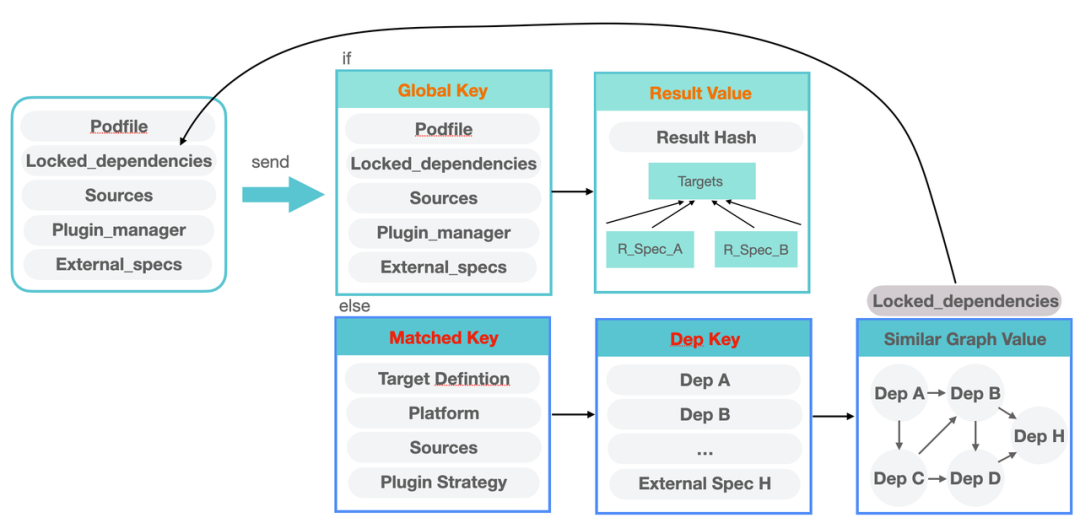 Podfile
Locked_dependencies
Sources
Plugin_manager
External_specs
send
if
Global Key
Podfile
Locked_dependencies
Sources
Plugin_manager
External_specs
Result Value
Result Hash
Targets
R_Spec_A
R_Spec_B
else
Matched Key
Target Defintion
Platform
Sources
Plugin Strategy
Dep Key
Dep A
Dep B
...
External Spec H
Locked_dependencies
Similar Graph Value
Dep A
Dep B
Dep H
Dep C
Dep D